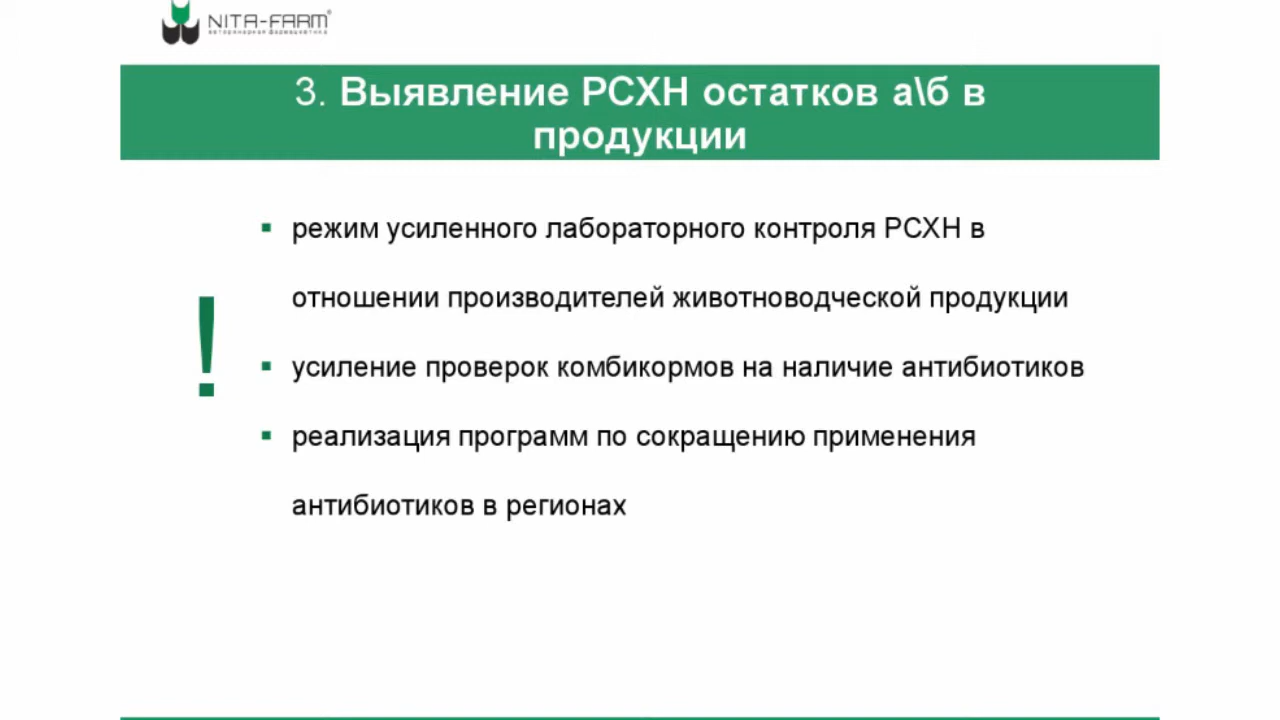 NITA-FARM®
ветеринарная фармацевтика
3. Выявление РСХН остатков а\б в
продукции
▪ режим усиленного лабораторного контроля РСХН в
отношении производителей животноводческой продукции
!
▪ усиление проверок комбикормов на наличие антибиотиков
▪ реализация программ по сокращению применения
антибиотиков в регионах